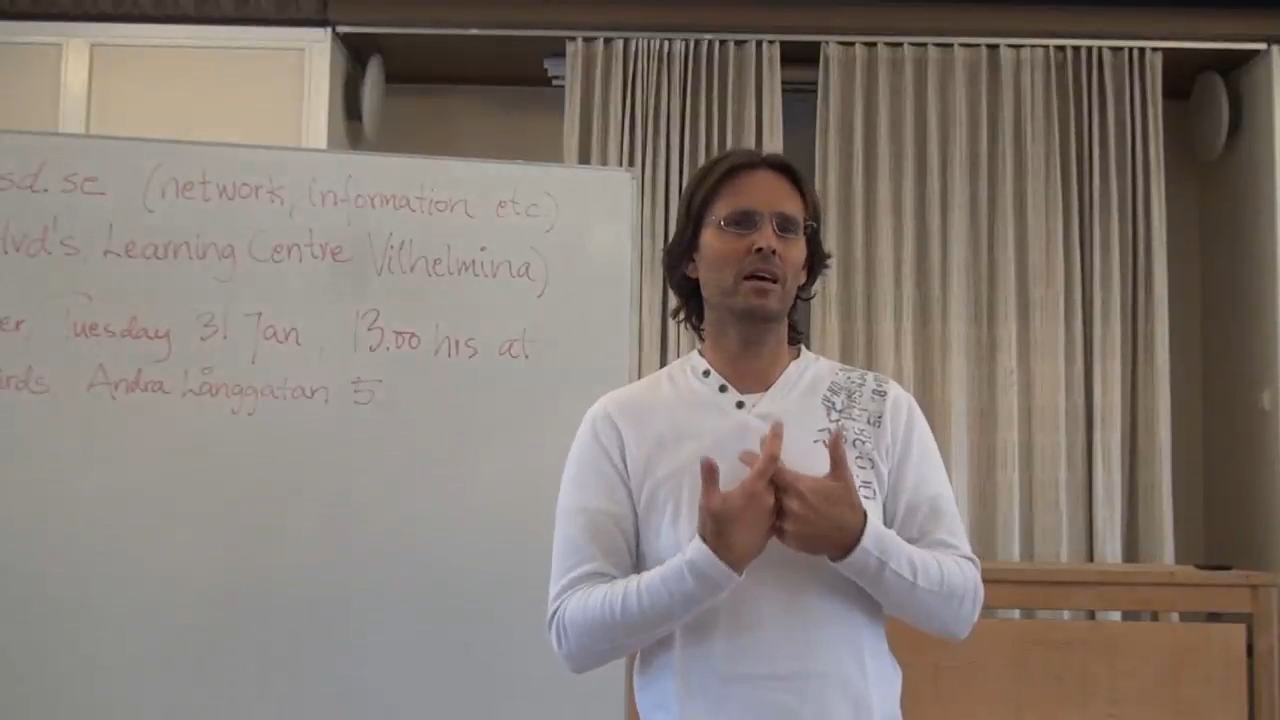 sd.se (network, information etc.)
lvd's Learning Centre Vilhelmina)
er, Tuesday 31 Jan, 13.00 hrs at
Andra Långgatan 5